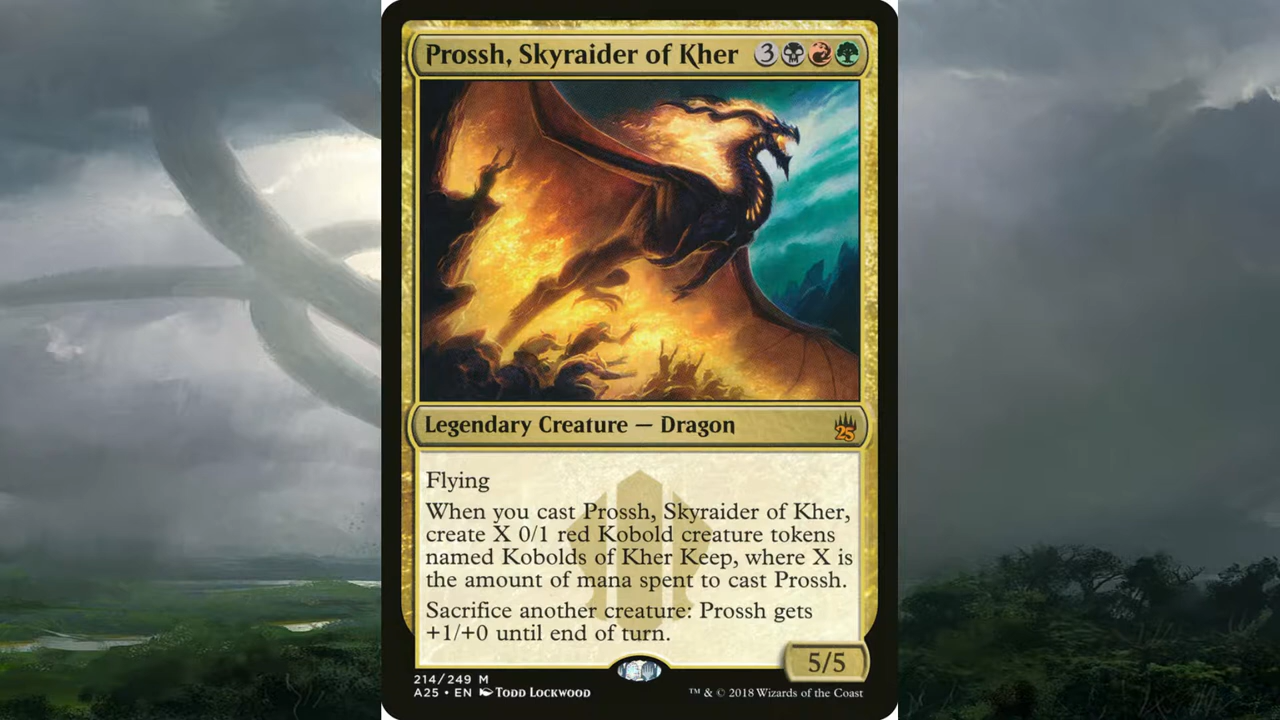 Prossh, Skyraider of Kher 3
Legendary Creature — Dragon
25
Flying
When you cast Prossh, Skyraider of Kher,
create X 0/1 red Kobold creature tokens
named Kobolds of Kher Keep, where X is
the amount of mana spent to cast Prossh.
Sacrifice another creature: Prossh gets
+1/+0 until end of turn.
5/5
214/249 M
A25 • EN Todd Lockwood
™ & © 2018 Wizards of the Coast